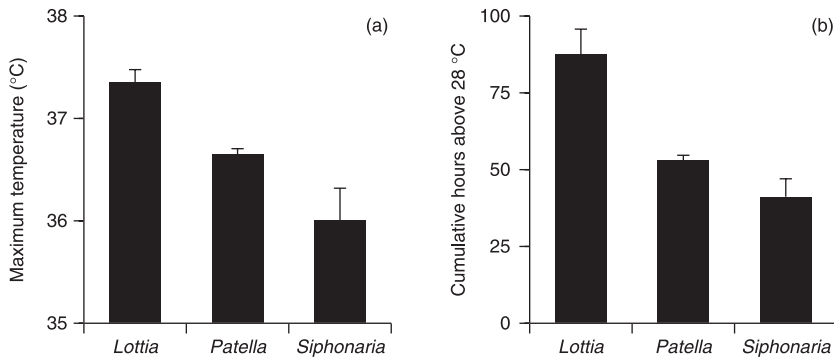 38
37
36
35
Maximum temperature (°C)
(a)
Lottia Patella Siphonaria
100
75
50
25
0
Cumulative hours above 28 °C
(b)
Lottia Patella Siphonaria